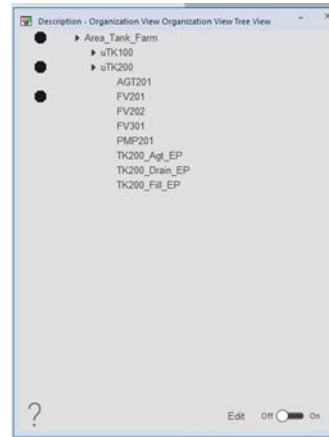 Description - Organization View Organization View Tree View
Area_Tank_Farm
uTK100
uTK200
AGT201
FV201
FV202
FV301
PMP201
TK200_Agt_EP
TK200_Drain_EP
TK200_Fill_EP
? Edit Off On